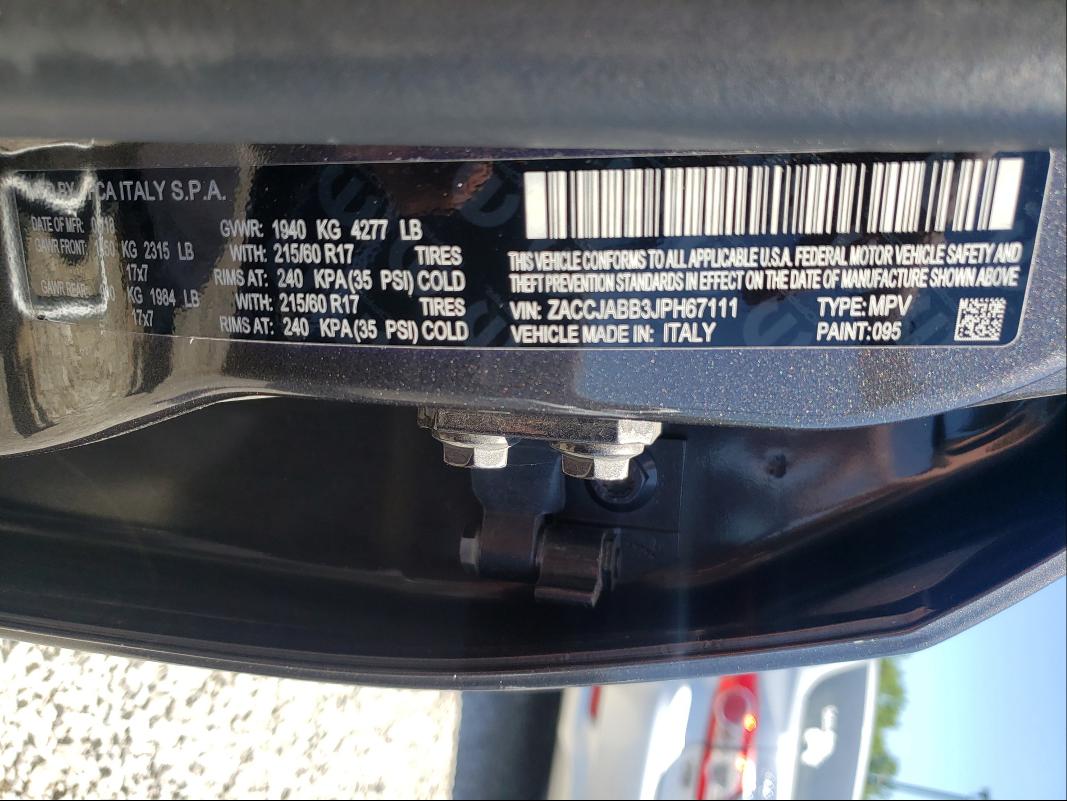 BY FCA ITALY S.P.A.
DATE OF MFR:
GAWR FRONT: KG 2315 LB
17x7
GAWR REAR: KG 1984 LB
17x7
GVWR: 1940 KG 4277 LB
WITH: 215/60 R17 TIRES
RIMS AT: 240 KPA(35 PSI) COLD
WITH: 215/60 R17 TIRES
RIMS AT: 240 KPA(35 PSI) COLD
THIS VEHICLE CONFORMS TO ALL APPLICABLE U.S.A. FEDERAL MOTOR VEHICLE SAFETY AND
THEFT PREVENTION STANDARDS IN EFFECT ON THE DATE OF MANUFACTURE SHOWN ABOVE
VIN: ZACCJABB3JPH67111 TYPE: MPV
VEHICLE MADE IN: ITALY PAINT: 095